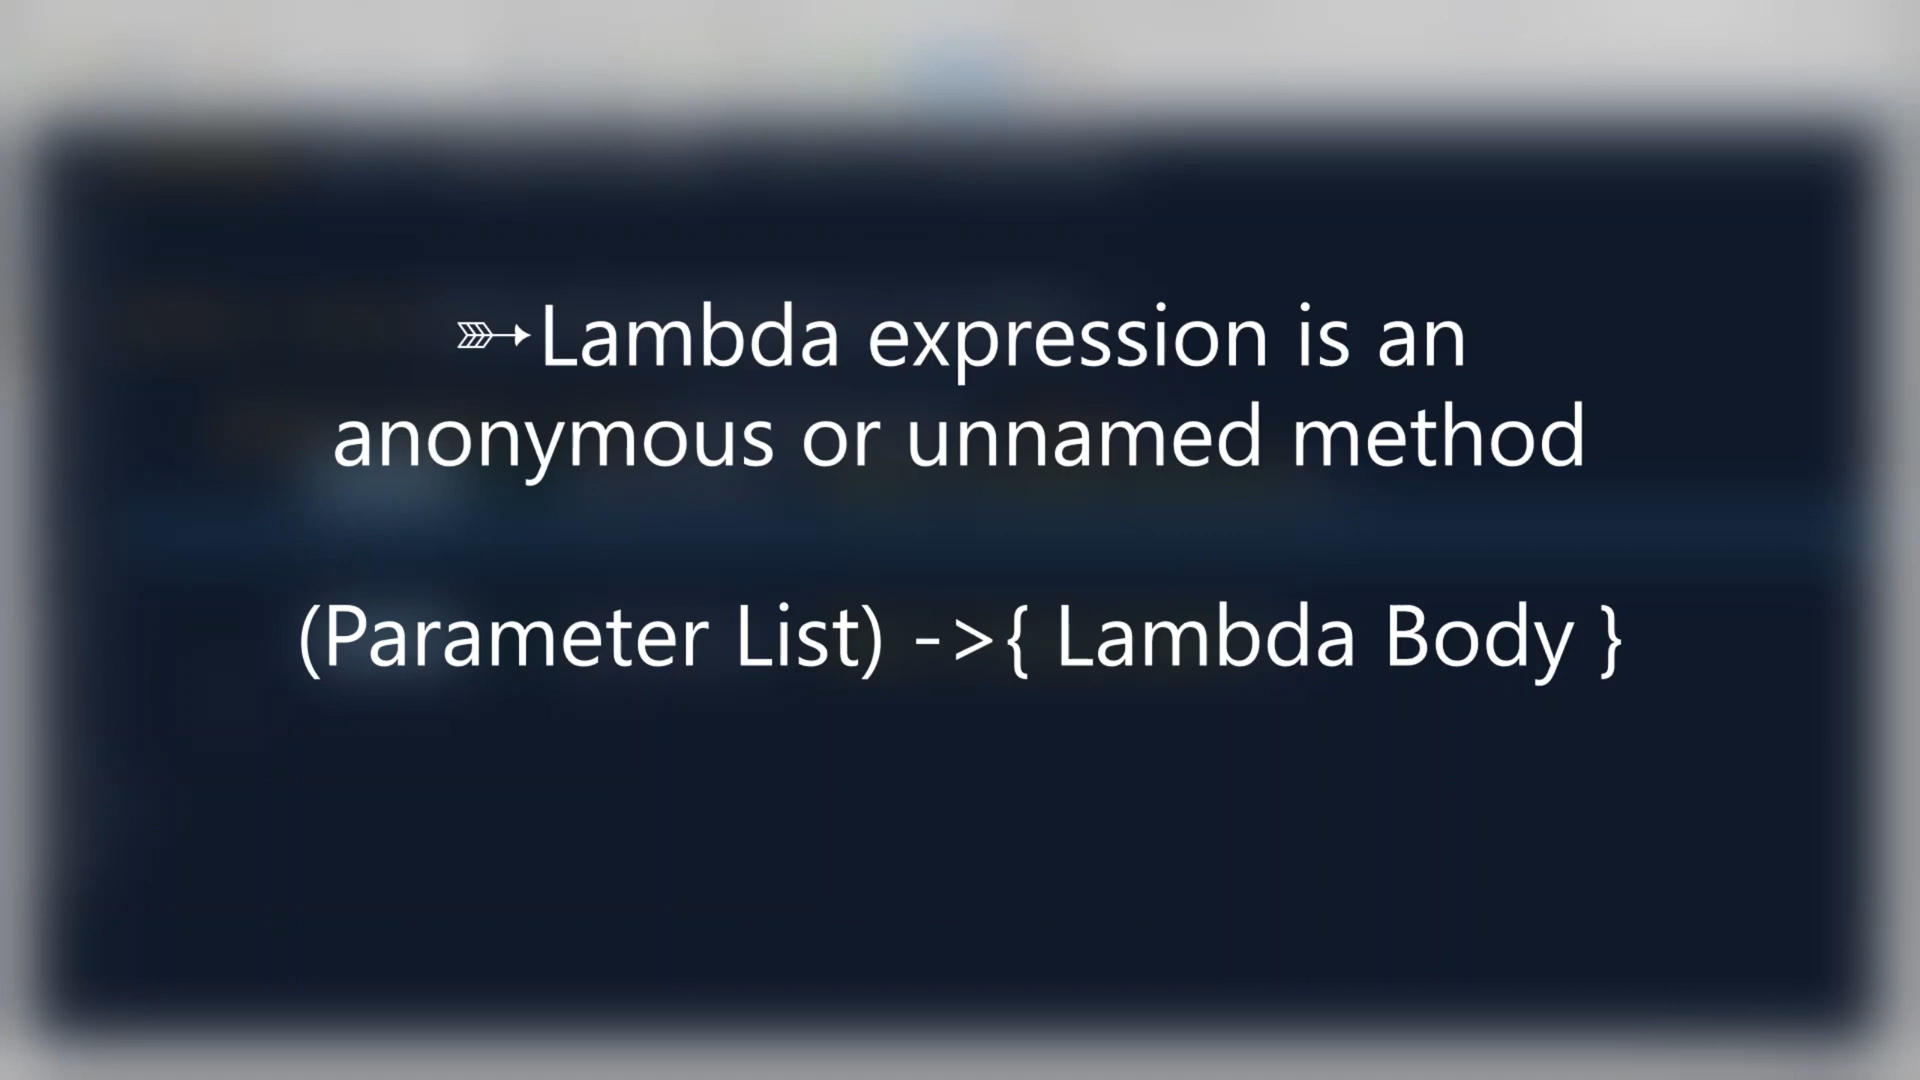 ➳Lambda expression is an
anonymous or unnamed method
(Parameter List) ->{ Lambda Body }